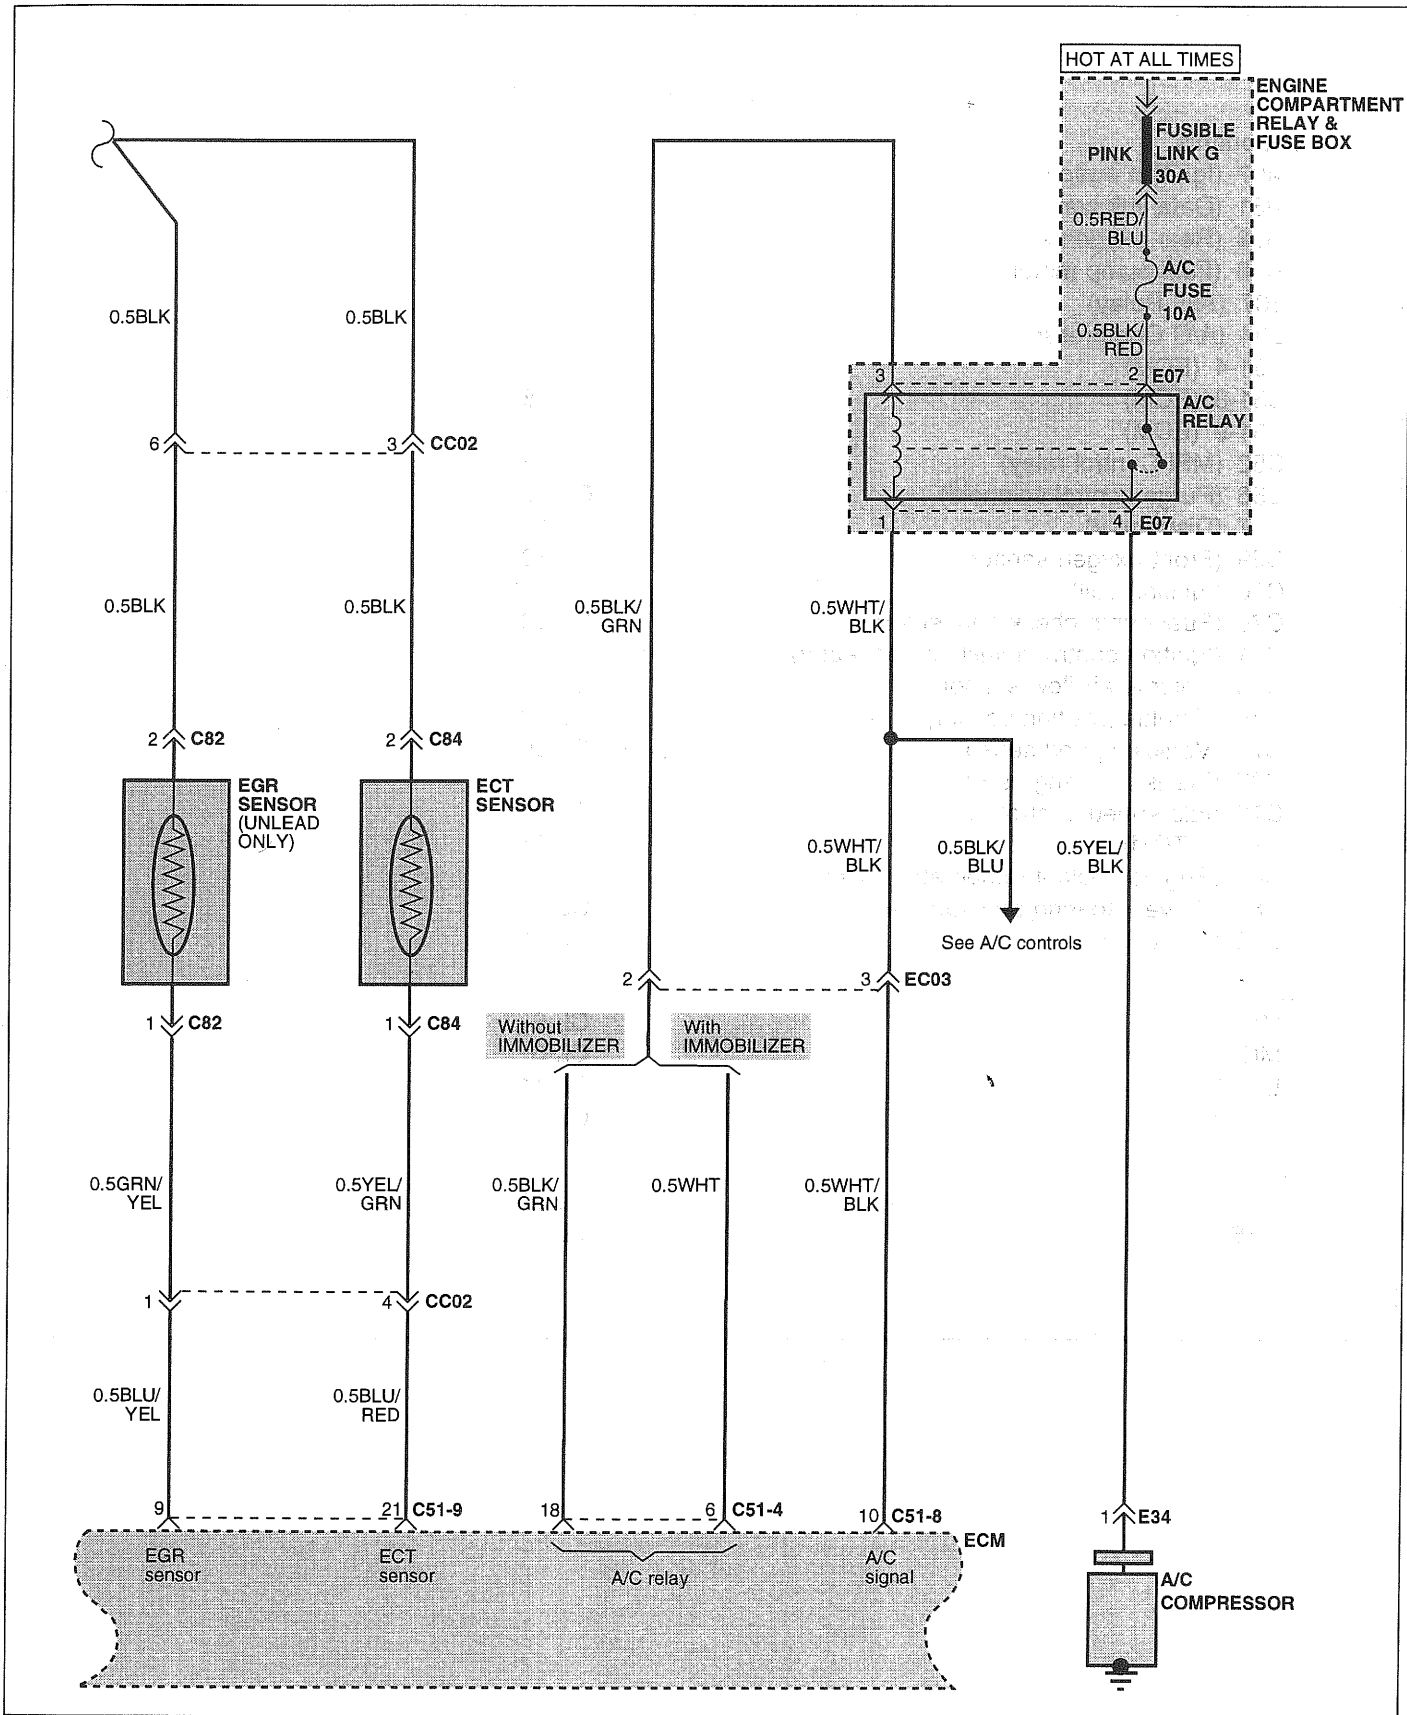 HOT AT ALL TIMES
ENGINE
COMPARTMENT
RELAY &
FUSE BOX
PINK
FUSIBLE
LINK G
30A
0.5RED/
BLU
A/C
FUSE
10A
0.5BLK/
RED
0.5BLK
0.5BLK
3
2
E07
A/C
RELAY
6
3
CC02
1
4
E07
0.5BLK
0.5BLK
0.5BLK/
GRN
0.5WHT/
BLK
2
C82
2
C84
EGR
SENSOR
(UNLEAD
ONLY)
ECT
SENSOR
0.5WHT/
BLK
0.5BLK/
BLU
0.5YEL/
BLK
See A/C controls
2
3
EC03
1
C82
1
C84
Without
IMMOBILIZER
With
IMMOBILIZER
0.5GRN/
YEL
0.5YEL/
GRN
0.5BLK/
GRN
0.5WHT
0.5WHT/
BLK
1
4
CC02
0.5BLU/
YEL
0.5BLU/
RED
9
21
C51-9
18
6
C51-4
10
C51-8
1
E34
ECM
EGR
sensor
ECT
sensor
A/C relay
A/C
signal
A/C
COMPRESSOR